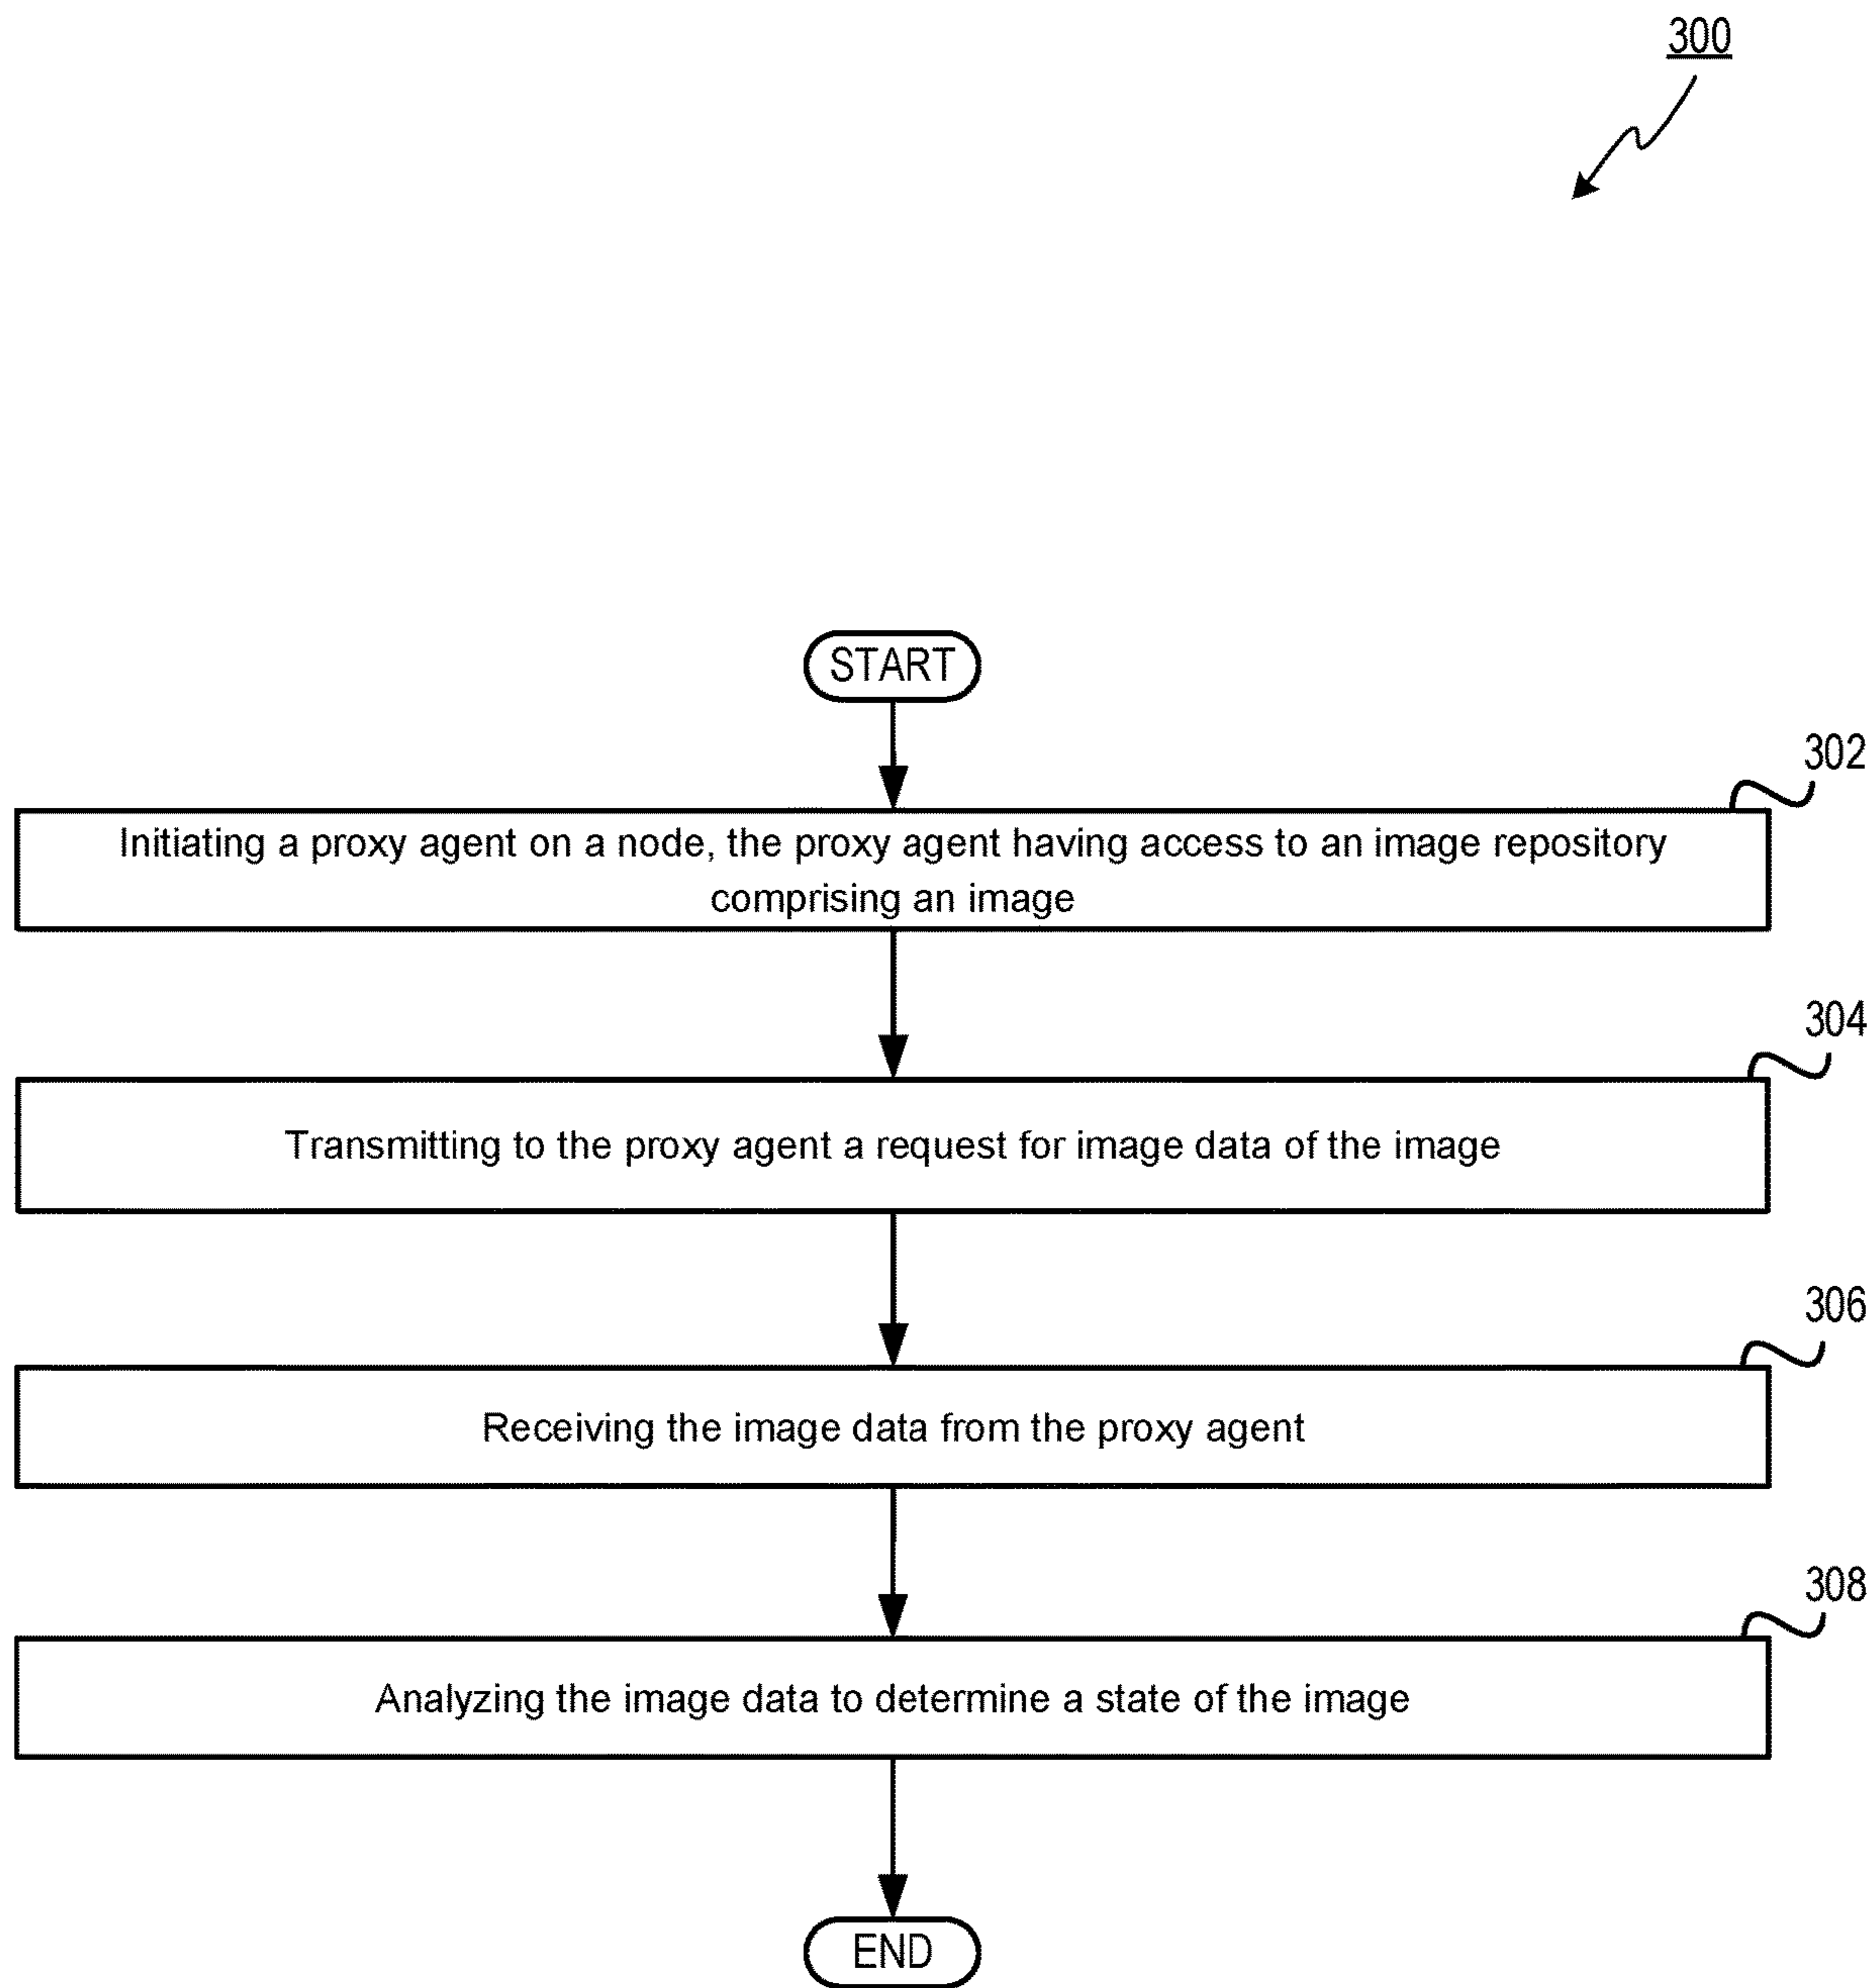 300
START
302
Initiating a proxy agent on a node, the proxy agent having access to an image repository
comprising an image
304
Transmitting to the proxy agent a request for image data of the image
306
Receiving the image data from the proxy agent
308
Analyzing the image data to determine a state of the image
END